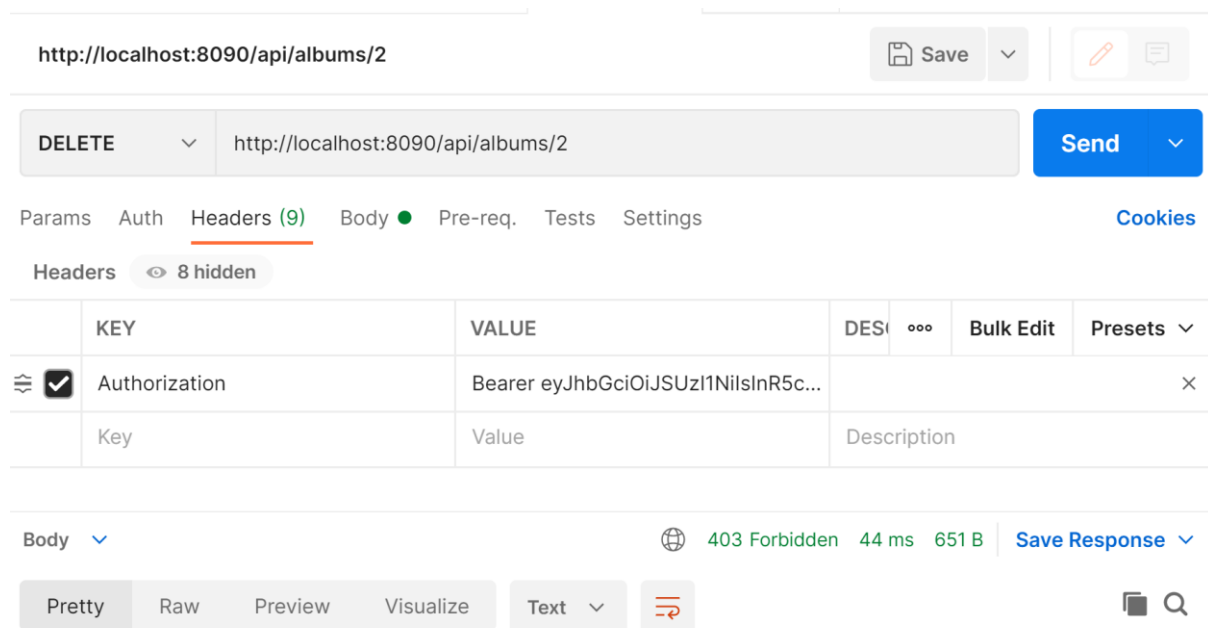 http://localhost:8090/api/albums/2 Save
DELETE http://localhost:8090/api/albums/2 Send
Params Auth Headers (9) Body Pre-req. Tests Settings Cookies
Headers 8 hidden
KEY VALUE DESC ooo Bulk Edit Presets
Authorization Bearer eyJhbGciOiJSUzI1NiIsInR5c...
Key Value Description
Body 403 Forbidden 44 ms 651 B Save Response
Pretty Raw Preview Visualize Text